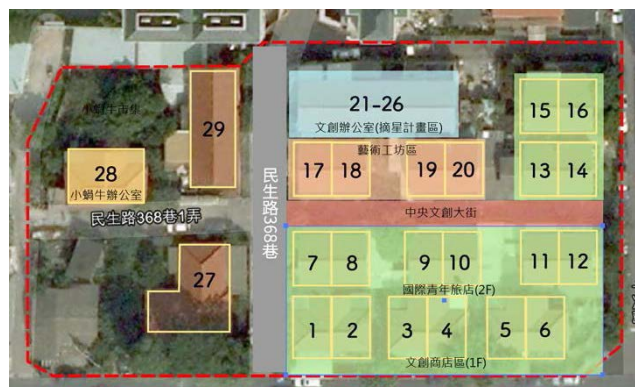 21-26
文創辦公室(摘星計畫區)
15 16
小蝸牛市集
29
藝術工坊區
28
小蝸牛辦公室
17 18 19 20
13 14
民生路368巷
民生路368巷1弄
中央文創大街
27
7 8 9 10 11 12
國際青年旅店(2F)
1 2 3 4 5 6
文創商店區(1F)